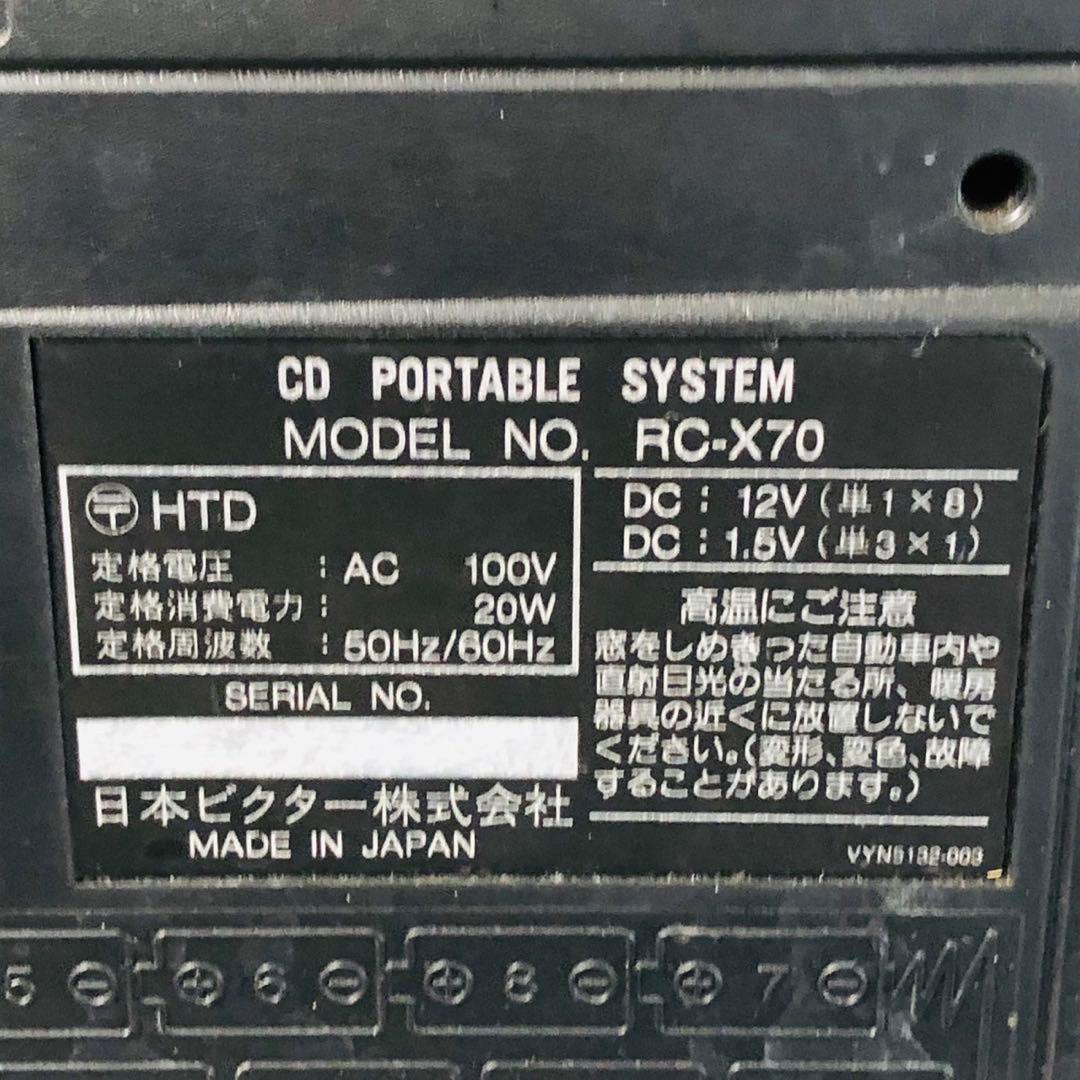 CD PORTABLE SYSTEM
MODEL NO. RC-X70
〒 HTD
定格電圧 : AC 100V
定格消費電力 : 20W
定格周波数 : 50Hz/60Hz
SERIAL NO.
日本ビクター株式会社
MADE IN JAPAN
DC : 12V (単1×8)
DC : 1.5V (単3×1)
高温にご注意
窓をしめきった自動車内や
直射日光の当たる所、暖房
器具の近くに放置しないで
ください。(変形、変色、故障
することがあります。)
VYN5132-003
5 ⊖ ⊕ 6 ⊖ ⊕ 8 ⊖ ⊕ 7 ⊖